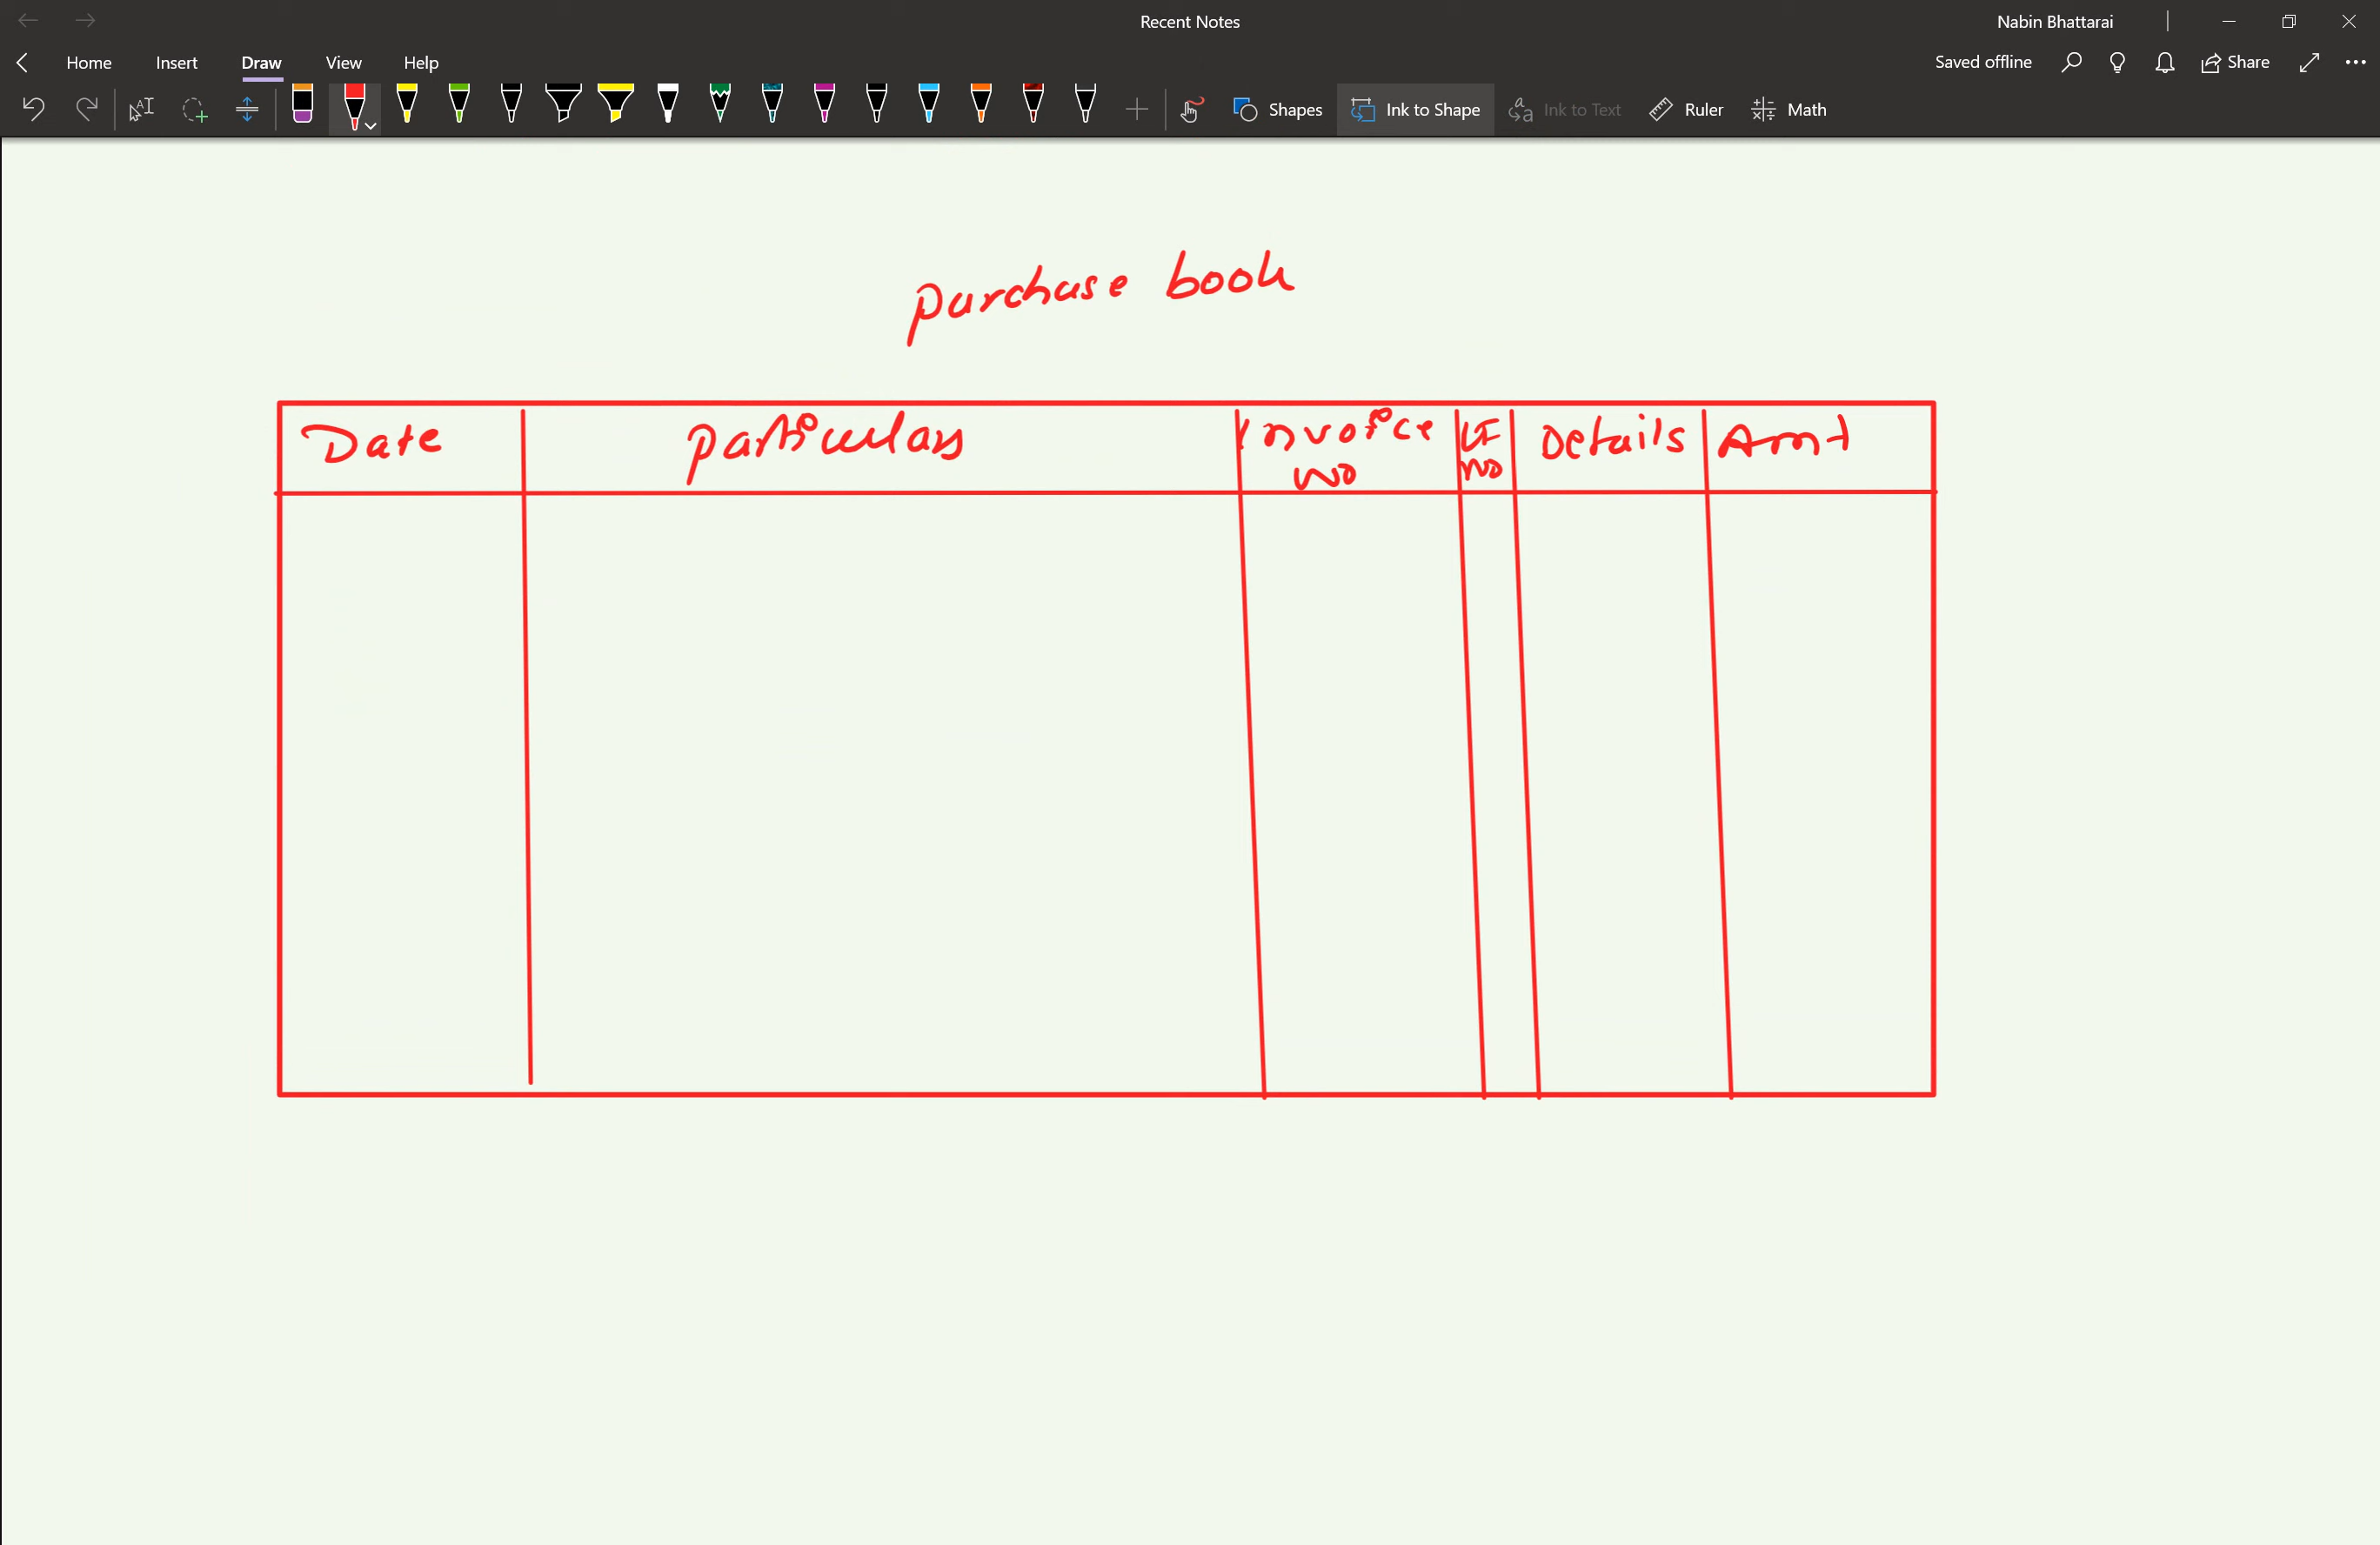 Recent Notes
Nabin Bhattarai
Home Insert Draw View Help
Saved offline
Share
Shapes Ink to Shape Ink to Text Ruler Math
purchase book
Date particulars Invoice LF Details Amt
NO NO